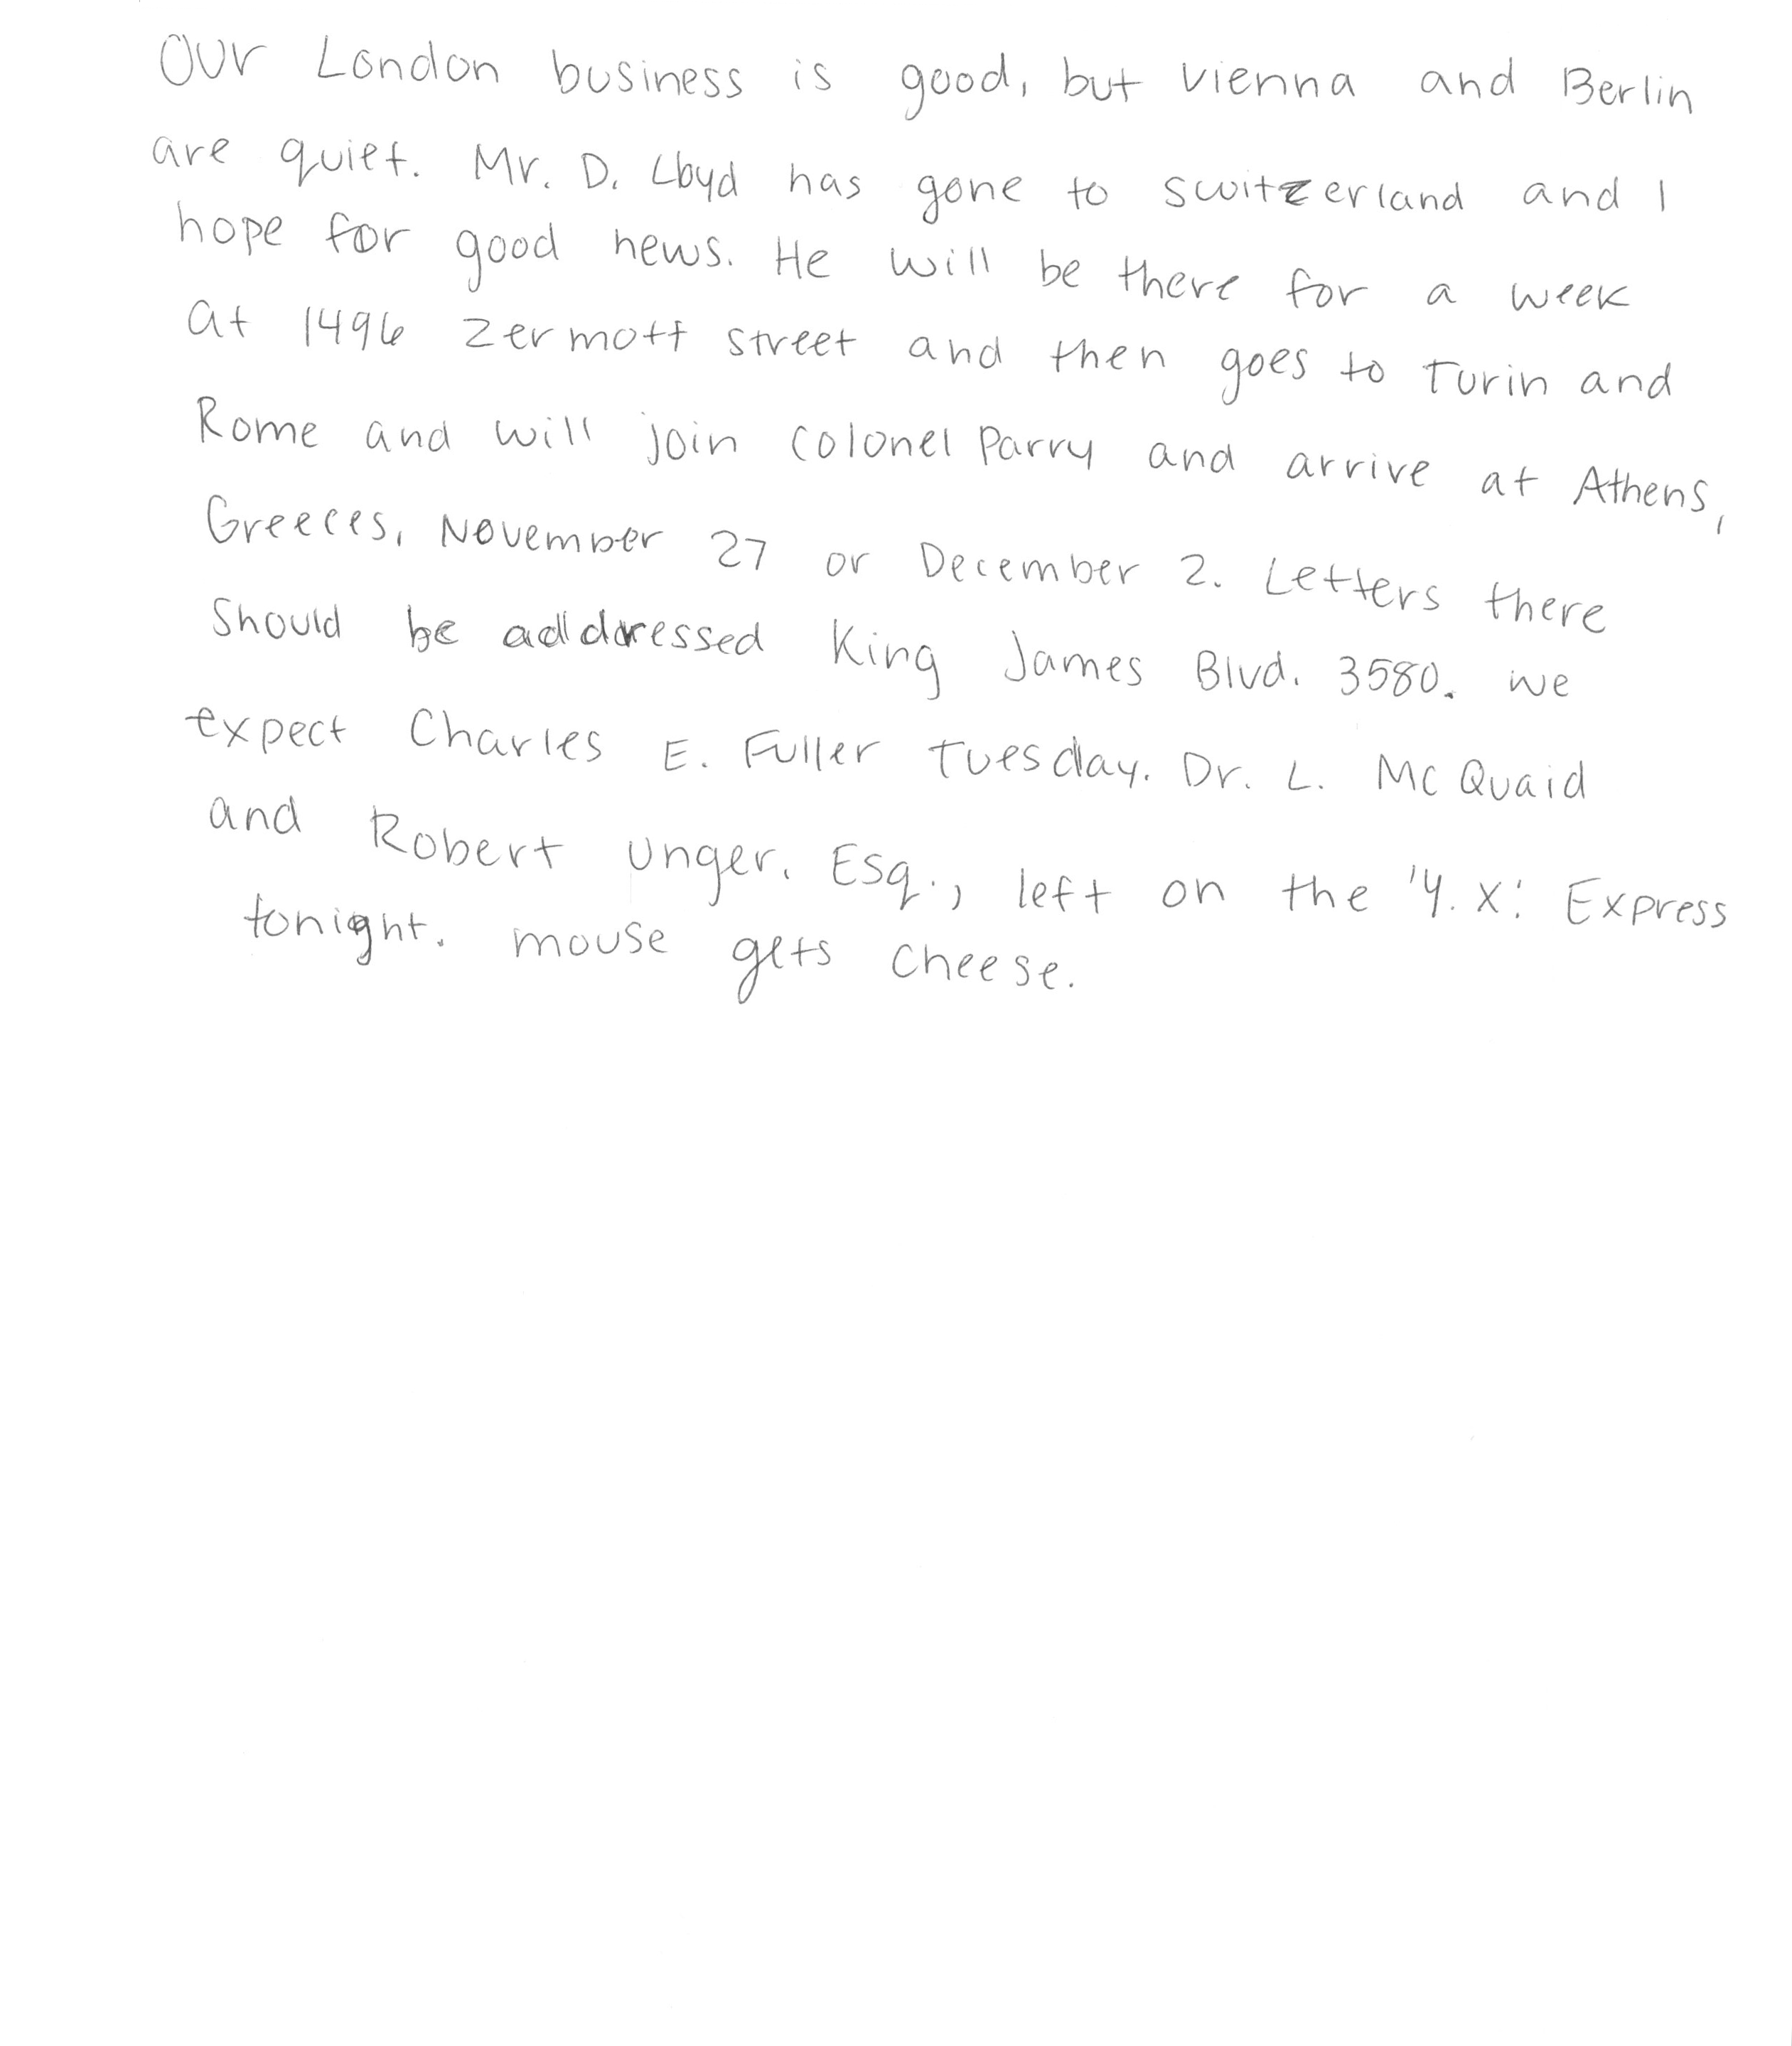 Our London business is good, but Vienna and Berlin
are quiet. Mr. D. Lloyd has gone to Switzerland and I
hope for good news. He will be there for a week
at 1496 Zermott street and then goes to Turin and
Rome and will join Colonel Parry and arrive at Athens,
Greeces, November 27 or December 2. Letters there
should be addressed King James Blvd. 3580. We
expect Charles E. Fuller Tuesday. Dr. L. McQuaid
and Robert Unger, Esq., left on the 'Y.X.' Express
tonight. mouse gets cheese.